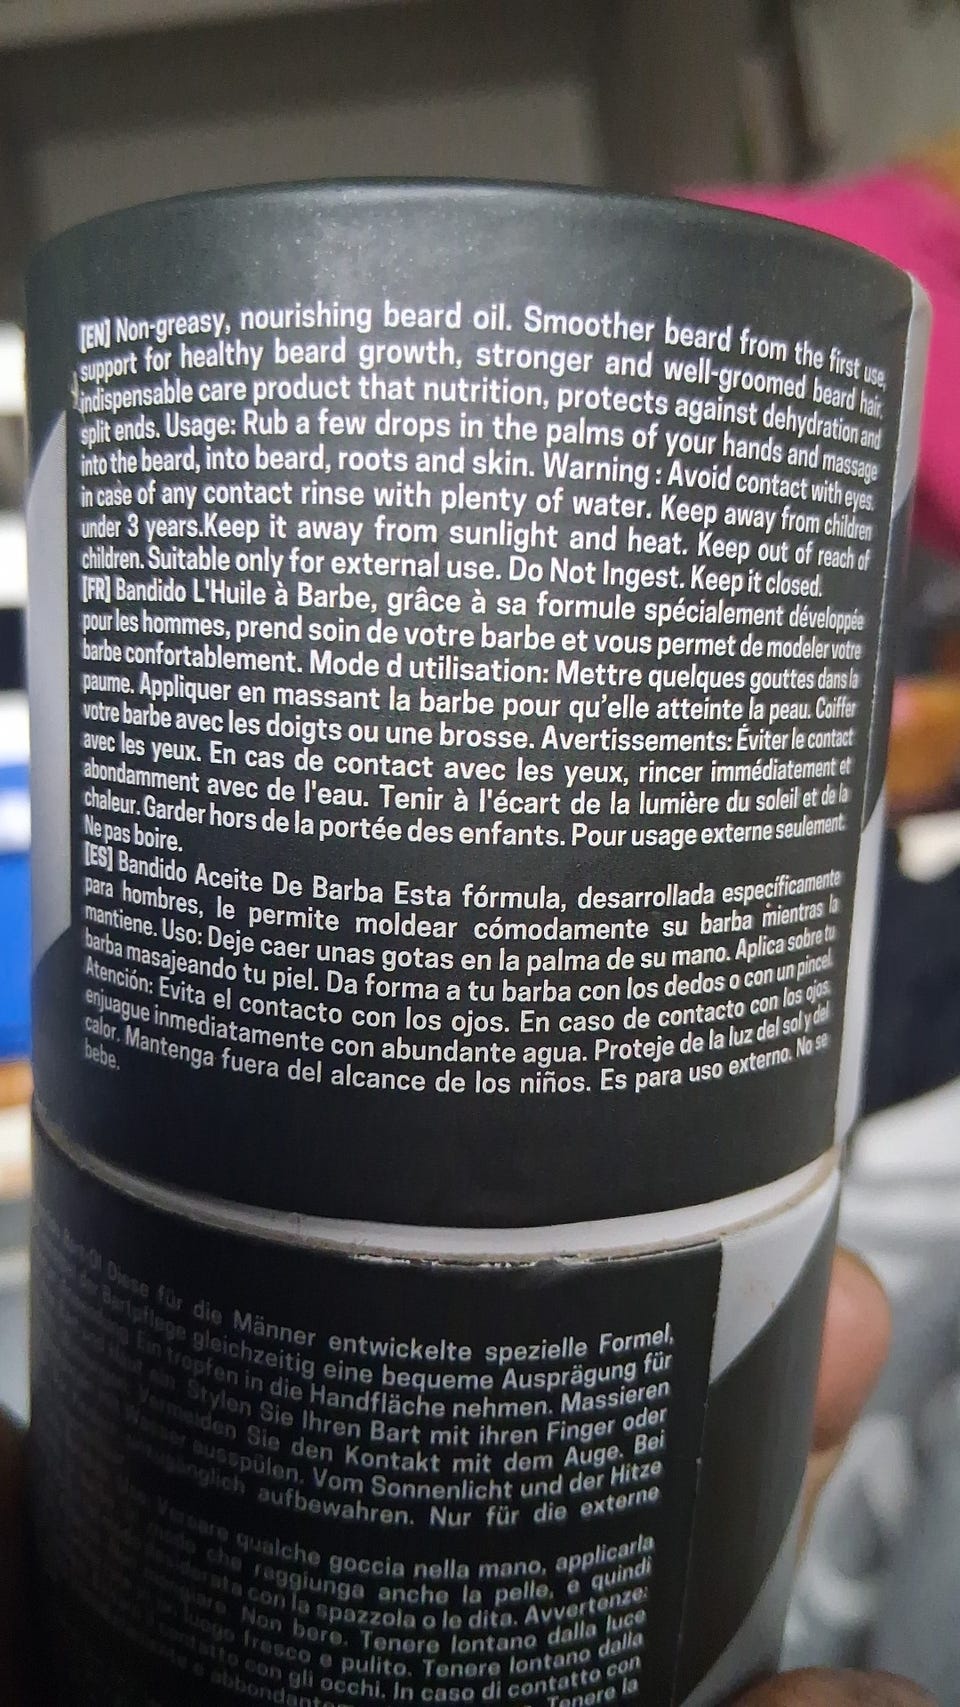 [EN] Non-greasy, nourishing beard oil. Smoother beard from the first use,
support for healthy beard growth, stronger and well-groomed beard hair,
indispensable care product that nutrition, protects against dehydration and
split ends. Usage: Rub a few drops in the palms of your hands and massage
into the beard, into beard, roots and skin. Warning : Avoid contact with eyes.
in case of any contact rinse with plenty of water. Keep away from children
under 3 years.Keep it away from sunlight and heat. Keep out of reach of
children. Suitable only for external use. Do Not Ingest. Keep it closed.
[FR] Bandido L'Huile à Barbe, grâce à sa formule spécialement développée
pour les hommes, prend soin de votre barbe et vous permet de modeler votre
barbe confortablement. Mode d utilisation: Mettre quelques gouttes dans la
paume. Appliquer en massant la barbe pour qu'elle atteinte la peau. Coiffer
votre barbe avec les doigts ou une brosse. Avertissements: Éviter le contact
avec les yeux. En cas de contact avec les yeux, rincer immédiatement et
abondamment avec de l'eau. Tenir à l'écart de la lumière du soleil et de la
chaleur. Garder hors de la portée des enfants. Pour usage externe seulement.
Ne pas boire.
[ES] Bandido Aceite De Barba Esta fórmula, desarrollada específicamente
para hombres, le permite moldear cómodamente su barba mientras la
mantiene. Uso: Deje caer unas gotas en la palma de su mano. Aplica sobre tu
barba masajeando tu piel. Da forma a tu barba con los dedos o con un pincel.
Atención: Evita el contacto con los ojos. En caso de contacto con los ojos,
enjuague inmediatamente con abundante agua. Proteje de la luz del sol y del
calor. Mantenga fuera del alcance de los niños. Es para uso externo. No se
bebe.
Diese für die Männer entwickelte spezielle Formel,
der Bartpflege gleichzeitig eine bequeme Ausprägung für
Ein tropfen in die Handfläche nehmen. Massieren
ein. Stylen Sie Ihren Bart mit ihren Finger oder
Vermeiden Sie den Kontakt mit dem Auge. Bei
Wasser ausspülen. Vom Sonnenlicht und der Hitze
aufbewahren. Nur für die externe
Versare qualche goccia nella mano, applicarla
che raggiunga anche la pelle, e quindi
con la spazzola o le dita. Avvertenze:
Non bere. Tenere lontano dalla luce
luogo fresco e pulito. Tenere lontano dalla
contatto con gli occhi. In caso di contatto con
Tenere la